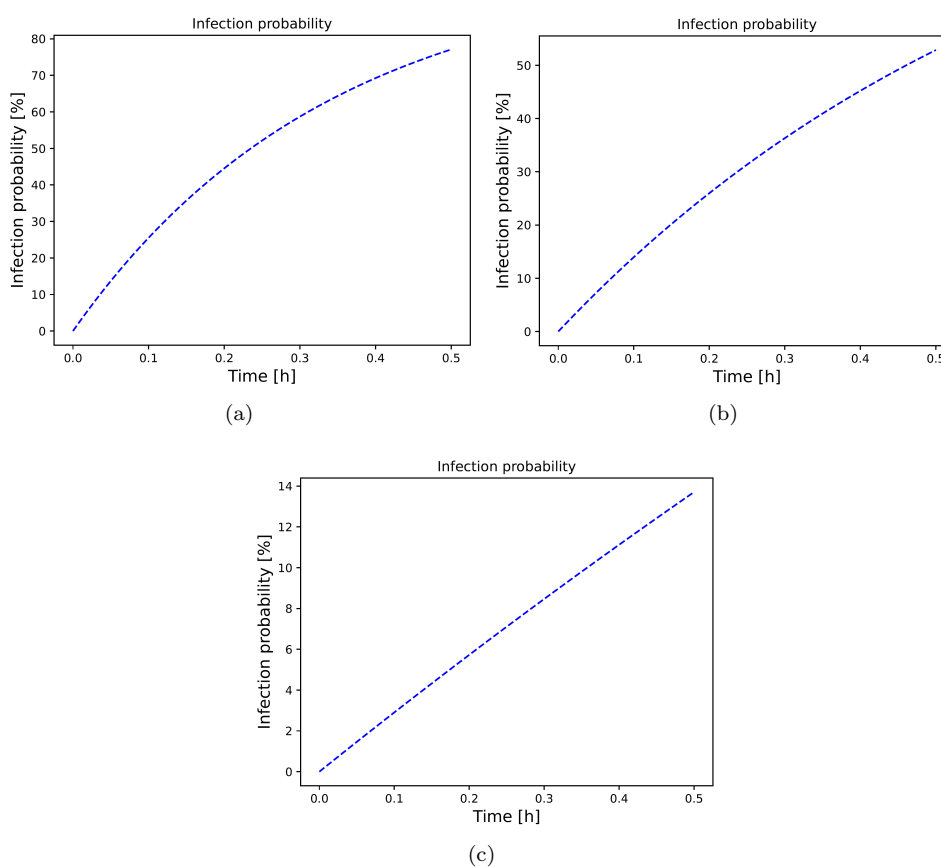 Infection probability
80
70
60
50
40
30
20
10
0
Infection probability [%]
0.0 0.1 0.2 0.3 0.4 0.5
Time [h]
(a)
Infection probability
50
40
30
20
10
0
Infection probability [%]
0.0 0.1 0.2 0.3 0.4 0.5
Time [h]
(b)
Infection probability
14
12
10
8
6
4
2
0
Infection probability [%]
0.0 0.1 0.2 0.3 0.4 0.5
Time [h]
(c)